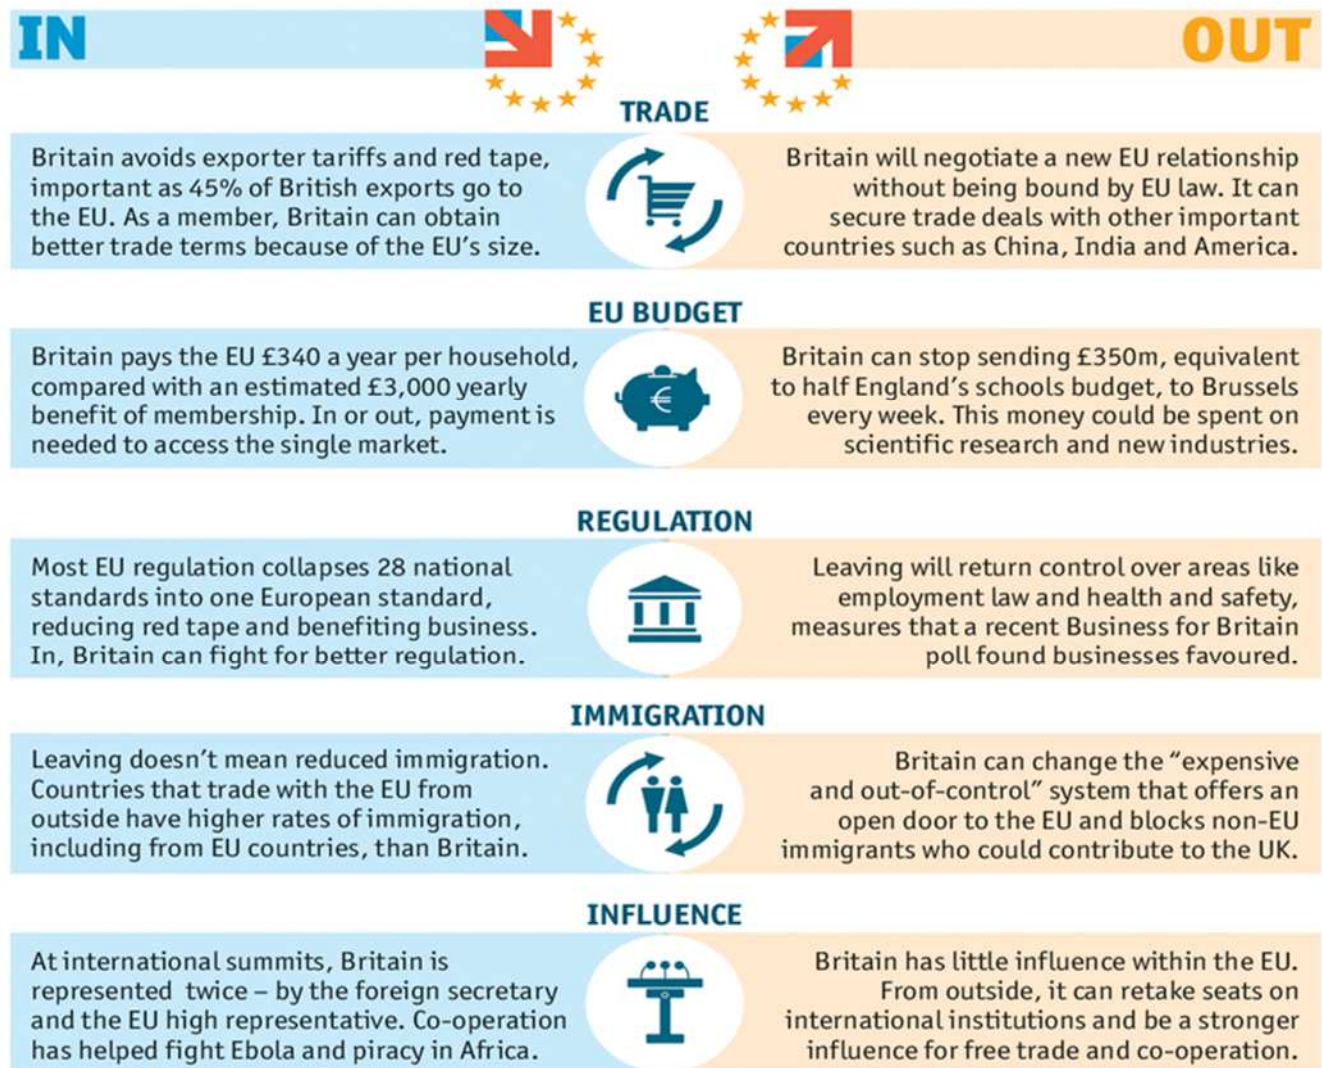 IN
OUT
TRADE
Britain avoids exporter tariffs and red tape,
important as 45% of British exports go to
the EU. As a member, Britain can obtain
better trade terms because of the EU's size.
Britain will negotiate a new EU relationship
without being bound by EU law. It can
secure trade deals with other important
countries such as China, India and America.
EU BUDGET
Britain pays the EU £340 a year per household,
compared with an estimated £3,000 yearly
benefit of membership. In or out, payment is
needed to access the single market.
€
Britain can stop sending £350m, equivalent
to half England's schools budget, to Brussels
every week. This money could be spent on
scientific research and new industries.
REGULATION
Most EU regulation collapses 28 national
standards into one European standard,
reducing red tape and benefiting business.
In, Britain can fight for better regulation.
Leaving will return control over areas like
employment law and health and safety,
measures that a recent Business for Britain
poll found businesses favoured.
IMMIGRATION
Leaving doesn't mean reduced immigration.
Countries that trade with the EU from
outside have higher rates of immigration,
including from EU countries, than Britain.
Britain can change the “expensive
and out-of-control” system that offers an
open door to the EU and blocks non-EU
immigrants who could contribute to the UK.
INFLUENCE
At international summits, Britain is
represented twice – by the foreign secretary
and the EU high representative. Co-operation
has helped fight Ebola and piracy in Africa.
Britain has little influence within the EU.
From outside, it can retake seats on
international institutions and be a stronger
influence for free trade and co-operation.